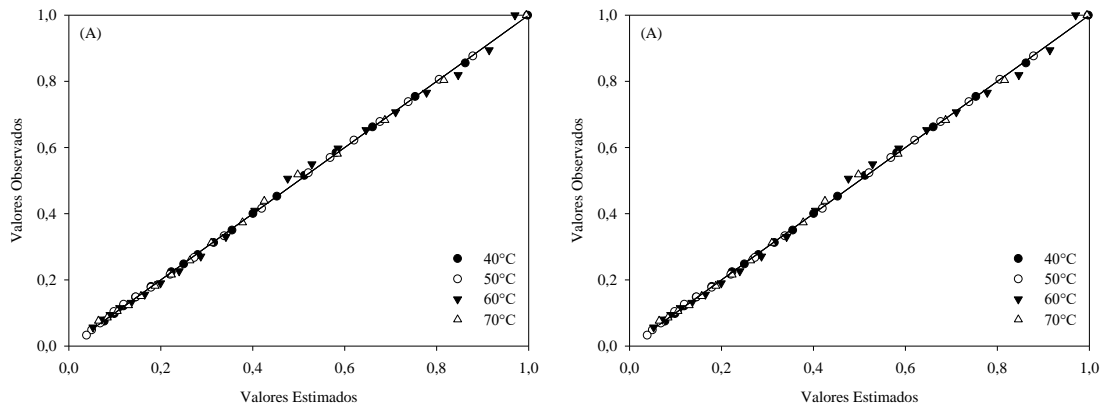 (A)
Valores Observados
1,0
0,8
0,6
0,4
0,2
0,0
40°C
50°C
60°C
70°C
0,0 0,2 0,4 0,6 0,8 1,0
Valores Estimados
(A)
Valores Observados
1,0
0,8
0,6
0,4
0,2
0,0
40°C
50°C
60°C
70°C
0,0 0,2 0,4 0,6 0,8 1,0
Valores Estimados